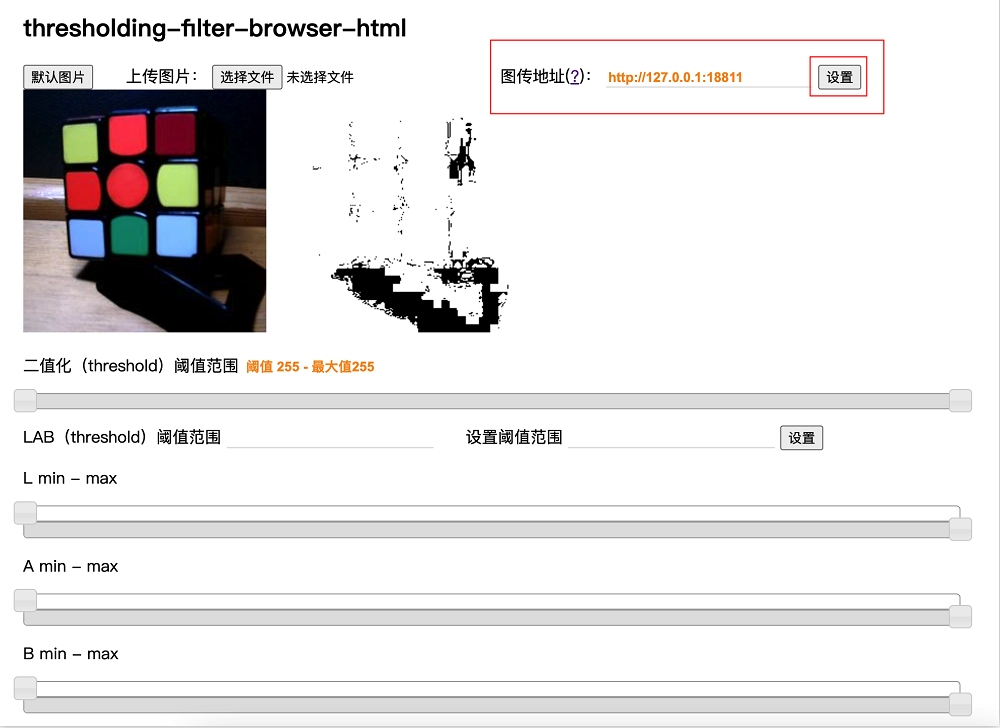 thresholding-filter-browser-html
默认图片 上传图片： 选择文件 未选择文件 图传地址(?)： http://127.0.0.1:18811 设置
二值化（threshold）阈值范围 阈值 255 - 最大值255
LAB（threshold）阈值范围 设置阈值范围 设置
L min - max
A min - max
B min - max